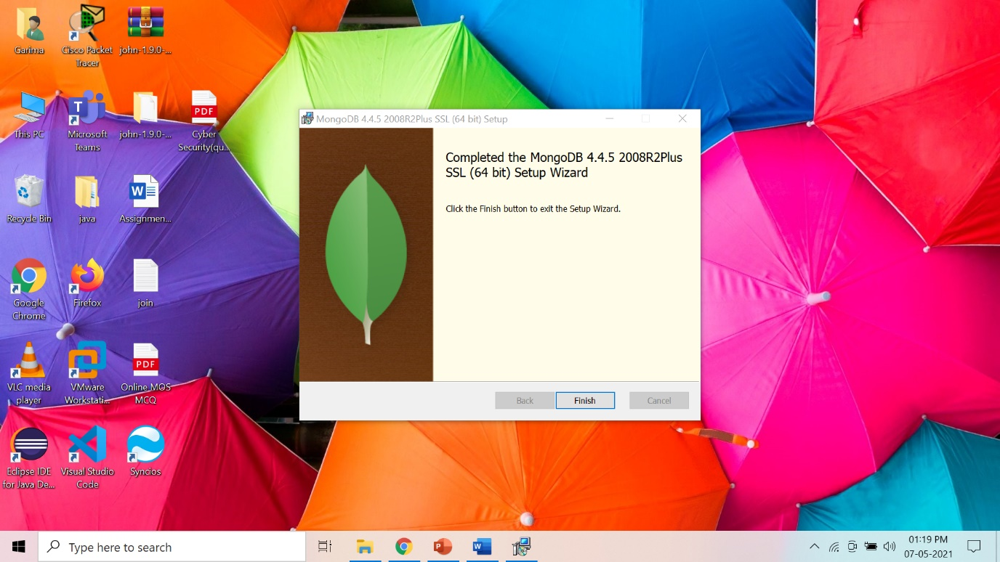 Garima
Cisco Packet
Tracer
john-1.9.0-...
This PC
Microsoft
Teams
john-1.9.0-...
PDF
Cyber
Security(qu...
Recycle Bin
java
Assignmen...
Google
Chrome
Firefox
join
VLC media
player
VMware
Workstati...
PDF
Online MOS
MCQ
Eclipse IDE
for Java De...
Visual Studio
Code
Syncios
MongoDB 4.4.5 2008R2Plus SSL (64 bit) Setup
Completed the MongoDB 4.4.5 2008R2Plus
SSL (64 bit) Setup Wizard
Click the Finish button to exit the Setup Wizard.
Back
Finish
Cancel
Type here to search
01:19 PM
07-05-2021